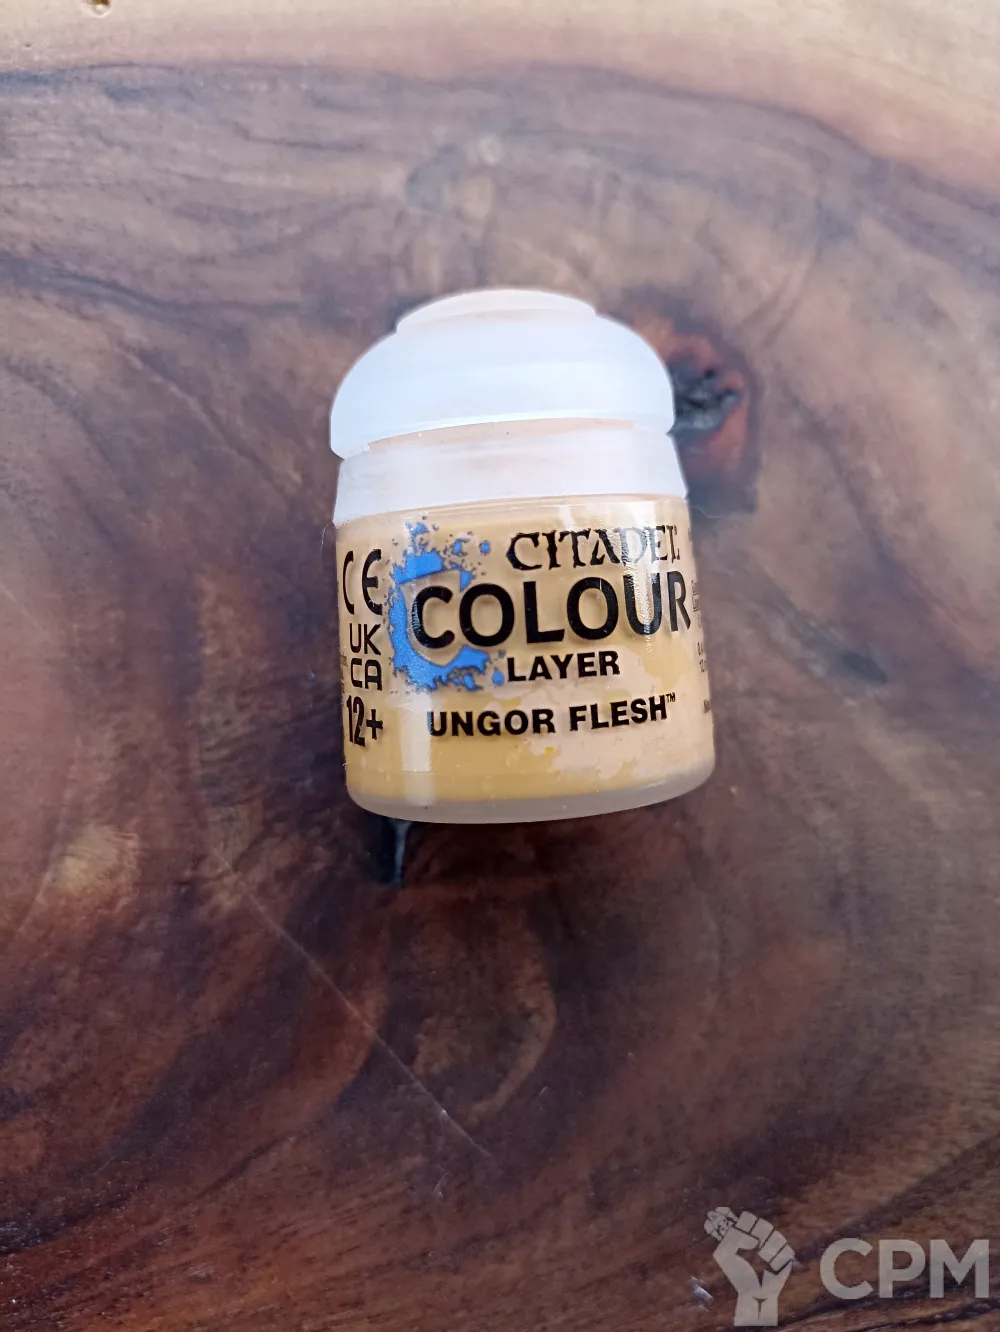 CE
UK
CA
12+
CITADEL
COLOUR
LAYER
UNGOR FLESH™
CPM